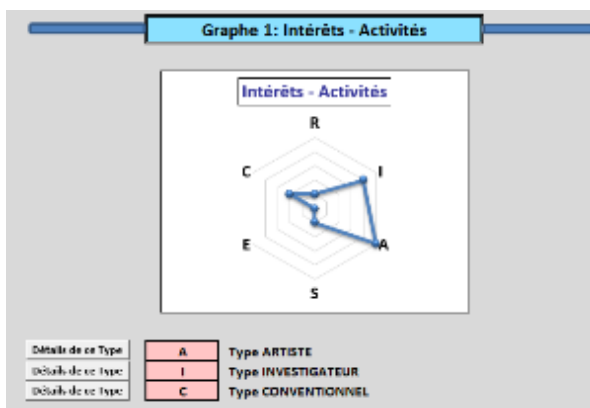 Graphe 1: Intérêts - Activités
Intérêts - Activités
R
C
I
E
A
S
Détails de ce Type A Type ARTISTE
Détails de ce Type I Type INVESTIGATEUR
Détails de ce Type C Type CONVENTIONNEL